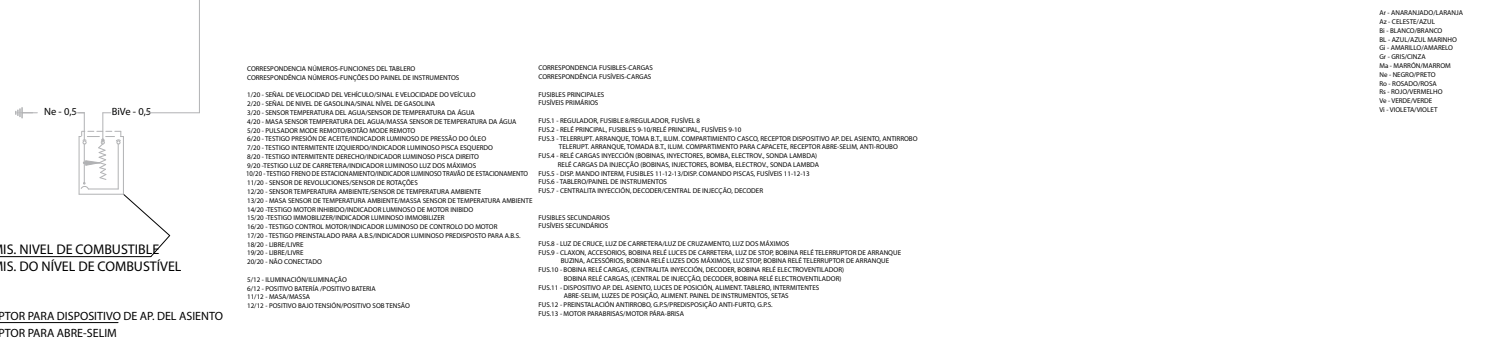 Ne - 0,5
BiVe - 0,5
MIS. NIVEL DE COMBUSTIBLE
MIS. DO NÍVEL DE COMBUSTÍVEL
PTOR PARA DISPOSITIVO DE AP. DEL ASIENTO
PTOR PARA ABRE-SELIM
CORRESPONDENCIA NÚMEROS-FUNCIONES DEL TABLERO
CORRESPONDÊNCIA NÚMEROS-FUNÇÕES DO PAINEL DE INSTRUMENTOS
1/20 - SEÑAL DE VELOCIDAD DEL VEHÍCULO/SINAL E VELOCIDADE DO VEÍCULO
2/20 - SEÑAL DE NIVEL DE GASOLINA/SINAL NÍVEL DE GASOLINA
3/20 - SENSOR TEMPERATURA DEL AGUA/SENSOR DE TEMPERATURA DA ÁGUA
4/20 - MASA SENSOR TEMPERATURA DEL AGUA/MASSA SENSOR DE TEMPERATURA DA ÁGUA
5/20 - PULSADOR MODE REMOTO/BOTÃO MODE REMOTO
6/20 - TESTIGO PRESIÓN DE ACEITE/INDICADOR LUMINOSO DE PRESSÃO DO ÓLEO
7/20 - TESTIGO INTERMITENTE IZQUIERDO/INDICADOR LUMINOSO PISCA ESQUERDO
8/20 - TESTIGO INTERMITENTE DERECHO/INDICADOR LUMINOSO PISCA DIREITO
9/20 -TESTIGO LUZ DE CARRETERA/INDICADOR LUMINOSO LUZ DOS MÁXIMOS
10/20 - TESTIGO FRENO DE ESTACIONAMENTO/INDICADOR LUMINOSO TRAVÃO DE ESTACIONAMENTO
11/20 - SENSOR DE REVOLUCIONES/SENSOR DE ROTAÇÕES
12/20 - SENSOR TEMPERATURA AMBIENTE/SENSOR DE TEMPERATURA AMBIENTE
13/20 - MASA SENSOR DE TEMPERATURA AMBIENTE/MASSA SENSOR DE TEMPERATURA AMBIENTE
14/20 -TESTIGO MOTOR INHIBIDO/INDICADOR LUMINOSO DE MOTOR INIBIDO
15/20 -TESTIGO IMMOBILIZER/INDICADOR LUMINOSO IMMOBILIZER
16/20 - TESTIGO CONTROL MOTOR/INDICADOR LUMINOSO DE CONTROLO DO MOTOR
17/20 - TESTIGO PREINSTALADO PARA A.B.S/INDICADOR LUMINOSO PREDISPOSTO PARA A.B.S.
18/20 - LIBRE/LIVRE
19/20 - LIBRE/LIVRE
20/20 - NÃO CONECTADO
5/12 - ILUMINACIÓN/ILUMINAÇÃO
6/12 - POSITIVO BATERÍA /POSITIVO BATERIA
11/12 - MASA/MASSA
12/12 - POSITIVO BAJO TENSIÓN/POSITIVO SOB TENSÃO
CORRESPONDENCIA FUSIBLES-CARGAS
CORRESPONDÊNCIA FUSÍVEIS-CARGAS
FUSIBLES PRINCIPALES
FUSÍVEIS PRIMÁRIOS
FUS.1 - REGULADOR, FUSIBLE 8/REGULADOR, FUSÍVEL 8
FUS.2 - RELÉ PRINCIPAL, FUSIBLES 9-10/RELÉ PRINCIPAL, FUSÍVEIS 9-10
FUS.3 - TELERRUPT. ARRANQUE, TOMA B.T., ILUM. COMPARTIMIENTO CASCO, RECEPTOR DISPOSITIVO AP. DEL ASIENTO, ANTIRROBO
TELERUPT. ARRANQUE, TOMADA B.T., ILUM. COMPARTIMENTO PARA CAPACETE, RECEPTOR ABRE-SELIM, ANTI-ROUBO
FUS.4 - RELÉ CARGAS INYECCIÓN (BOBINAS, INYECTORES, BOMBA, ELECTROV., SONDA LAMBDA)
RELÉ CARGAS DA INJECÇÃO (BOBINAS, INJECTORES, BOMBA, ELECTROV., SONDA LAMBDA
FUS.5 - DISP. MANDO INTERM, FUSIBLES 11-12-13/DISP. COMANDO PISCAS, FUSÍVEIS 11-12-13
FUS.6 - TABLERO/PAINEL DE INSTRUMENTOS
FUS.7 - CENTRALITA INYECCIÓN, DECODER/CENTRAL DE INJECÇÃO, DECODER
FUSIBLES SECUNDARIOS
FUSÍVEIS SECUNDÁRIOS
FUS.8 - LUZ DE CRUCE, LUZ DE CARRETERA/LUZ DE CRUZAMENTO, LUZ DOS MÁXIMOS
FUS.9 - CLAXON, ACCESORIOS, BOBINA RELÉ LUCES DE CARRETERA, LUZ DE STOP, BOBINA RELÉ TELERRUPTOR DE ARRANQUE
BUZINA, ACESSÓRIOS, BOBINA RELÉ LUZES DOS MÁXIMOS, LUZ STOP, BOBINA RELÉ TELERRUPTOR DE ARRANQUE
FUS.10 - BOBINA RELÉ CARGAS, (CENTRALITA INYECCIÓN, DECODER, BOBINA RELÉ ELECTROVENTILADOR)
BOBINA RELÉ CARGAS, (CENTRAL DE INJECÇÃO, DECODER, BOBINA RELÉ ELECTROVENTILADOR)
FUS.11 - DISPOSITIVO AP. DEL ASIENTO, LUCES DE POSICIÓN, ALIMENT. TABLERO, INTERMITENTES
ABRE-SELIM, LUZES DE POSIÇÃO, ALIMENT. PAINEL DE INSTRUMENTOS, SETAS
FUS.12 - PREINSTALACIÓN ANTIRROBO, G.P.S/PREDISPOSIÇÃO ANTI-FURTO, G.P.S.
FUS.13 - MOTOR PARABRISAS/MOTOR PÁRA-BRISA
Ar - ANARANJADO/LARANJA
Az - CELESTE/AZUL
Bi - BLANCO/BRANCO
BL - AZUL/AZUL MARINHO
Gi - AMARILLO/AMARELO
Gr - GRIS/CINZA
Ma - MARRÓN/MARROM
Ne - NEGRO/PRETO
Ro - ROSADO/ROSA
Rs - ROJO/VERMELHO
Ve - VERDE/VERDE
Vi - VIOLETA/VIOLET